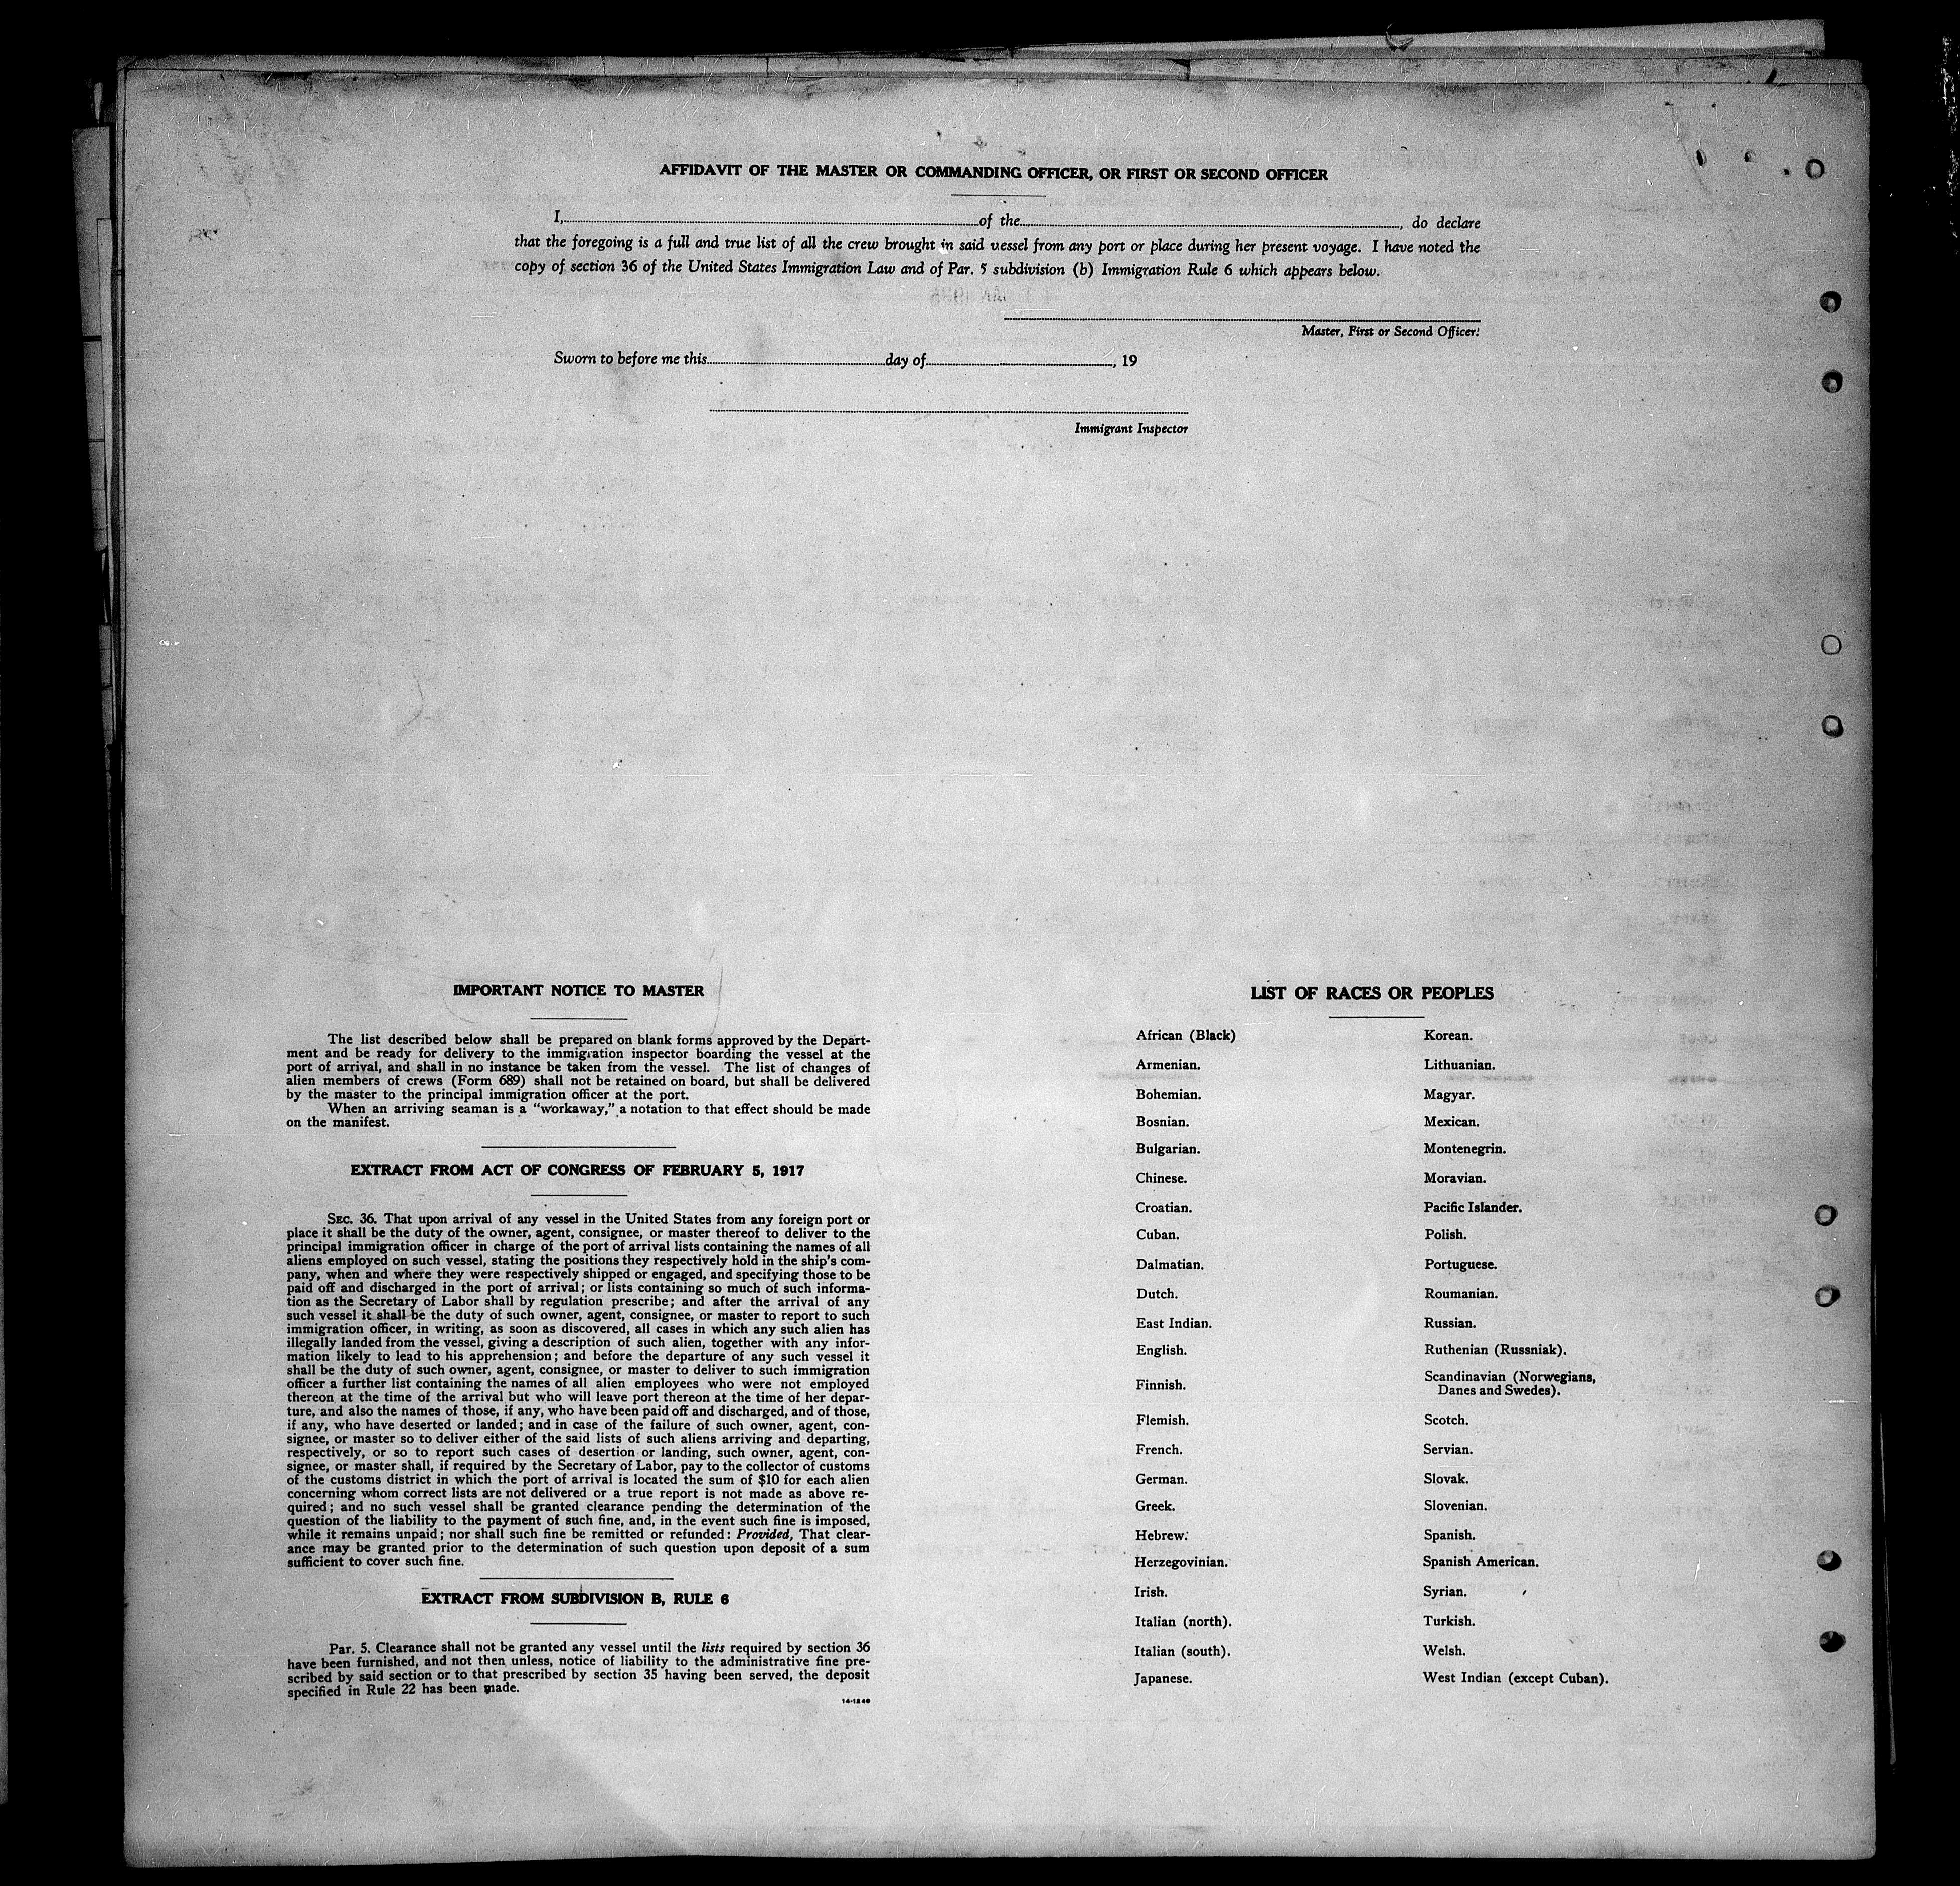 AFFIDAVIT OF THE MASTER OR COMMANDING OFFICER, OR FIRST OR SECOND OFFICER
I, of the , do declare
that the foregoing is a full and true list of all the crew brought in said vessel from any port or place during her present voyage. I have noted the
copy of section 36 of the United States Immigration Law and of Par. 5 subdivision (b) Immigration Rule 6 which appears below.
Master, First or Second Officer.
Sworn to before me this day of , 19
Immigrant Inspector
IMPORTANT NOTICE TO MASTER
The list described below shall be prepared on blank forms approved by the Depart-
ment and be ready for delivery to the immigration inspector boarding the vessel at the
port of arrival, and shall in no instance be taken from the vessel. The list of changes of
alien members of crews (Form 689) shall not be retained on board, but shall be delivered
by the master to the principal immigration officer at the port.
When an arriving seaman is a "workaway," a notation to that effect should be made
on the manifest.
EXTRACT FROM ACT OF CONGRESS OF FEBRUARY 5, 1917
SEC. 36. That upon arrival of any vessel in the United States from any foreign port or
place it shall be the duty of the owner, agent, consignee, or master thereof to deliver to the
principal immigration officer in charge of the port of arrival lists containing the names of all
aliens employed on such vessel, stating the positions they respectively hold in the ship's com-
pany, when and where they were respectively shipped or engaged, and specifying those to be
paid off and discharged in the port of arrival; or lists containing so much of such informa-
tion as the Secretary of Labor shall by regulation prescribe; and after the arrival of any
such vessel it shall be the duty of such owner, agent, consignee, or master to report to such
immigration officer, in writing, as soon as discovered, all cases in which any such alien has
illegally landed from the vessel, giving a description of such alien, together with any infor-
mation likely to lead to his apprehension; and before the departure of any such vessel it
shall be the duty of such owner, agent, consignee, or master to deliver to such immigration
officer a further list containing the names of all alien employees who were not employed
thereon at the time of the arrival but who will leave port thereon at the time of her depar-
ture, and also the names of those, if any, who have been paid off and discharged, and of those,
if any, who have deserted or landed; and in case of the failure of such owner, agent, con-
signee, or master so to deliver either of the said lists of such aliens arriving and departing,
respectively, or so to report such cases of desertion or landing, such owner, agent, con-
signee, or master shall, if required by the Secretary of Labor, pay to the collector of customs
of the customs district in which the port of arrival is located the sum of $10 for each alien
concerning whom correct lists are not delivered or a true report is not made as above re-
quired; and no such vessel shall be granted clearance pending the determination of the
question of the liability to the payment of such fine, and, in the event such fine is imposed,
while it remains unpaid; nor shall such fine be remitted or refunded: Provided, That clear-
ance may be granted prior to the determination of such question upon deposit of a sum
sufficient to cover such fine.
EXTRACT FROM SUBDIVISION B, RULE 6
Par. 5. Clearance shall not be granted any vessel until the lists required by section 36
have been furnished, and not then unless, notice of liability to the administrative fine pre-
scribed by said section or to that prescribed by section 35 having been served, the deposit
specified in Rule 22 has been made.
14-1240
LIST OF RACES OR PEOPLES
African (Black)
Armenian.
Bohemian.
Bosnian.
Bulgarian.
Chinese.
Croatian.
Cuban.
Dalmatian.
Dutch.
East Indian.
English.
Finnish.
Flemish.
French.
German.
Greek.
Hebrew.
Herzegovinian.
Irish.
Italian (north).
Italian (south).
Japanese.
Korean.
Lithuanian.
Magyar.
Mexican.
Montenegrin.
Moravian.
Pacific Islander.
Polish.
Portuguese.
Roumanian.
Russian.
Ruthenian (Russniak).
Scandinavian (Norwegians,
Danes and Swedes).
Scotch.
Servian.
Slovak.
Slovenian.
Spanish.
Spanish American.
Syrian.
Turkish.
Welsh.
West Indian (except Cuban).